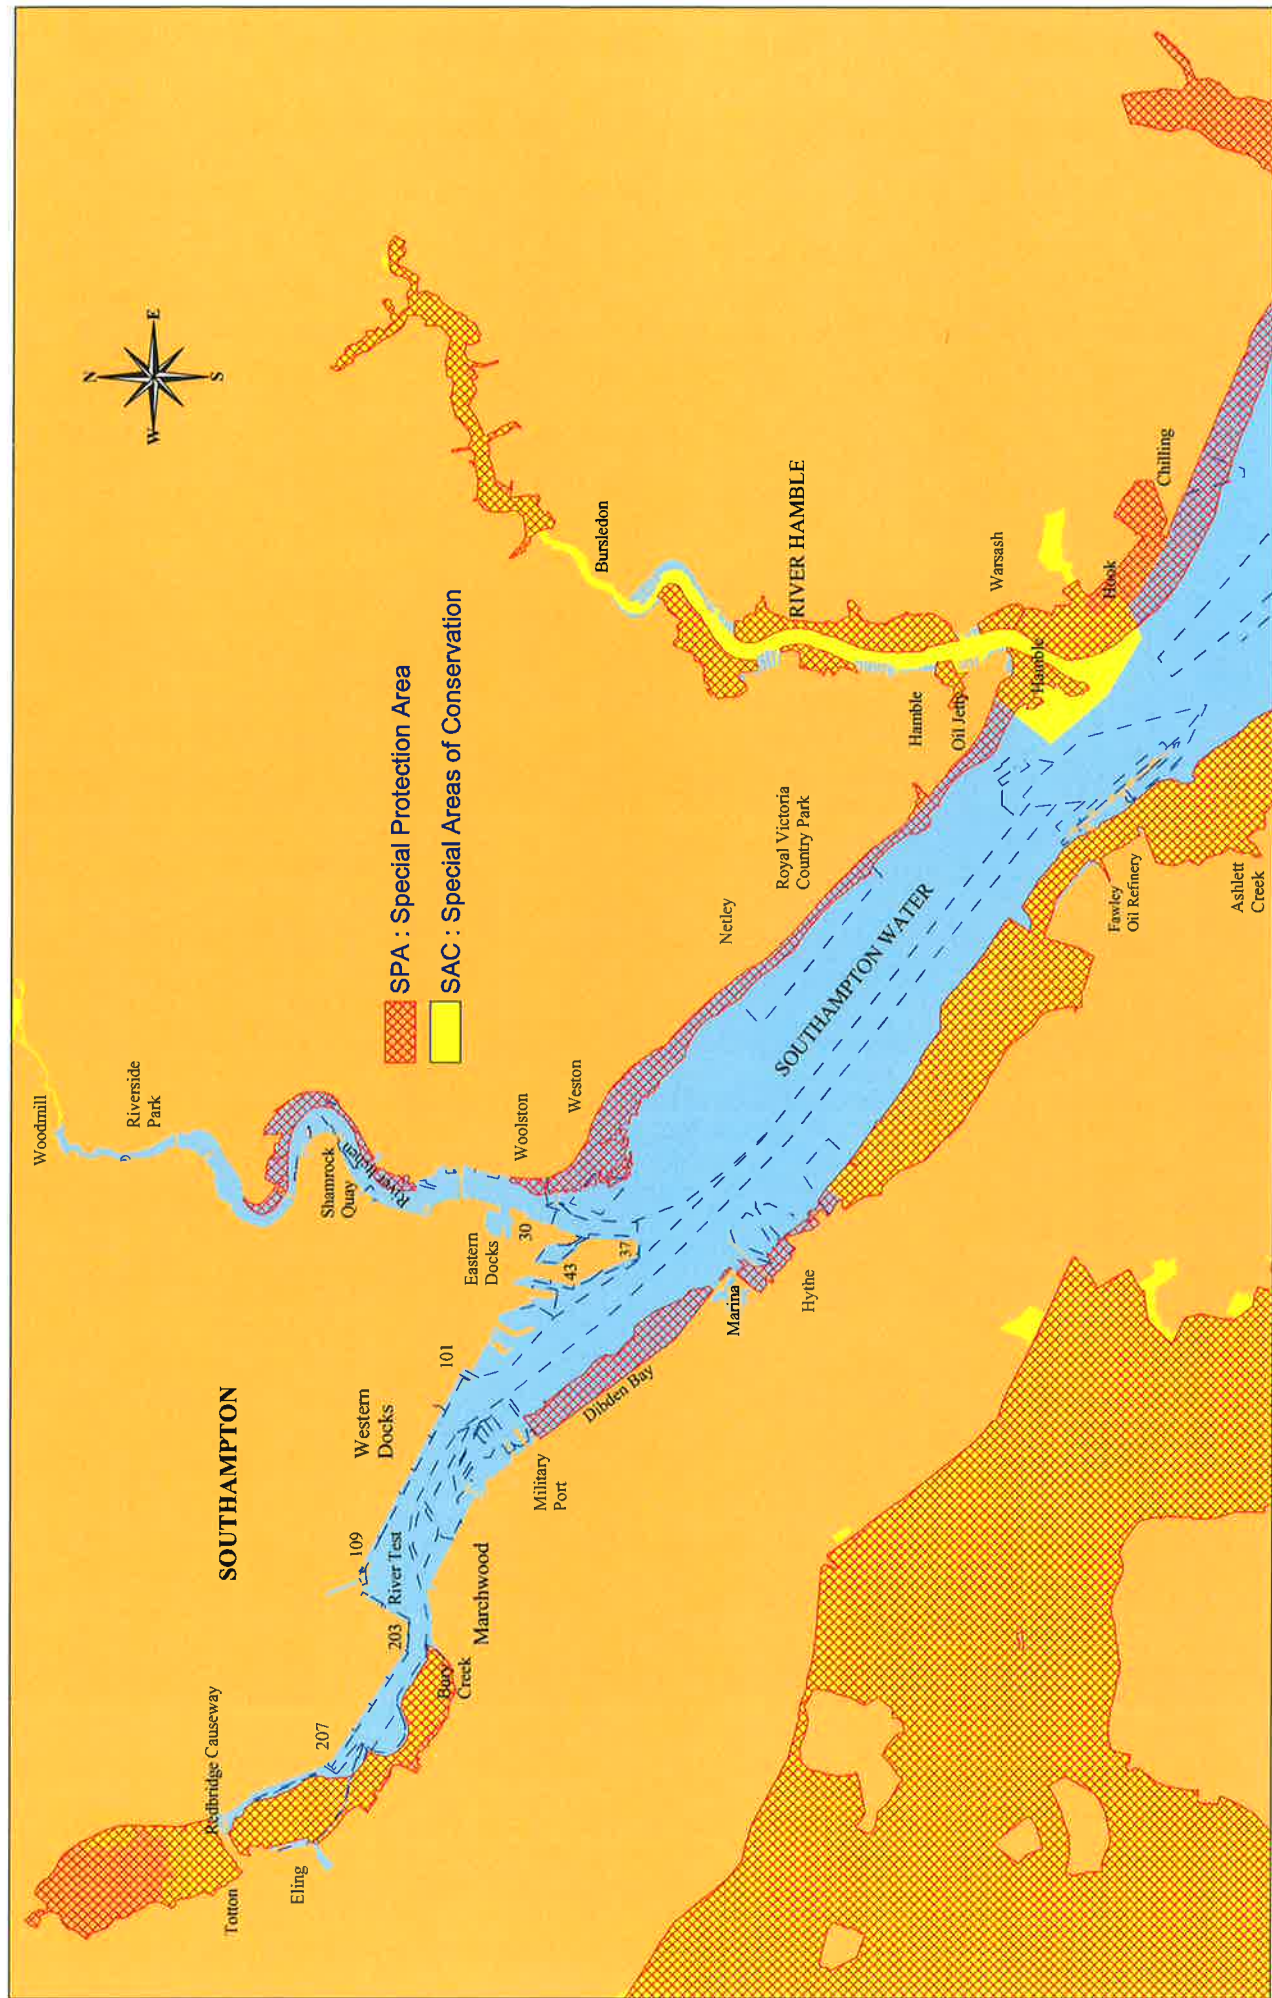 SOUTHAMPTON
N
W
E
S
SPA : Special Protection Area
SAC : Special Areas of Conservation
Woodmill
Riverside
Park
Shamrock
Quay
River Itchen
Redbridge Causeway
Totton
Eling
207
203
109
River Test
Western
Docks
101
Eastern
Docks
30
43
37
Woolston
Weston
Bury
Creek
Marchwood
Military
Port
Dibden Bay
Marina
Hythe
Netley
Royal Victoria
Country Park
SOUTHAMPTON WATER
Bursledon
RIVER HAMBLE
Hamble
Oil Jetty
Warsash
Hamble
Hook
Chilling
Fawley
Oil Refinery
Ashlett
Creek